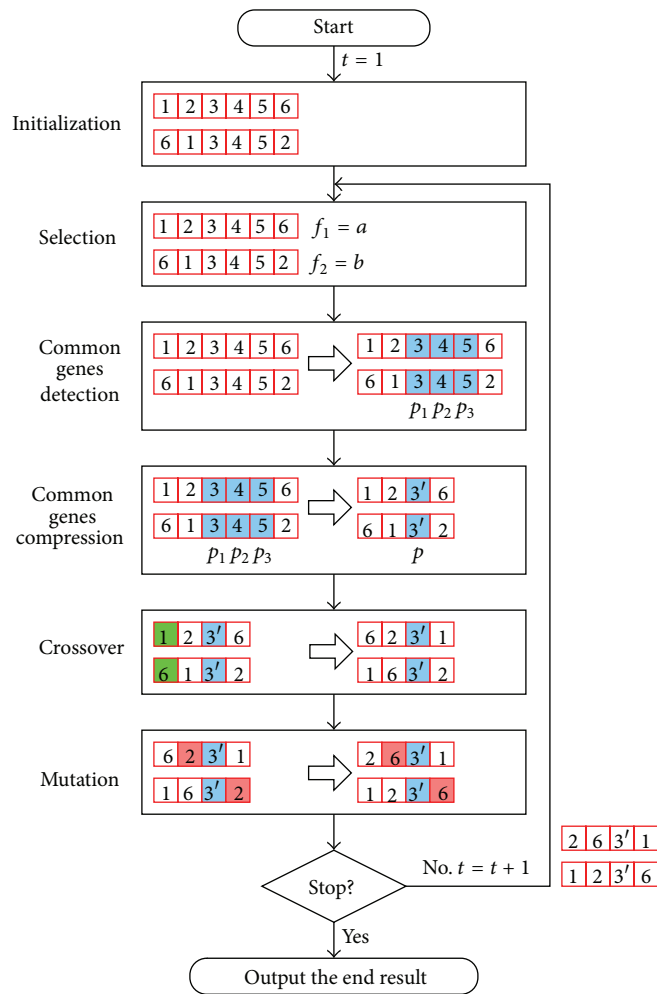 Start
t = 1
Initialization
1 2 3 4 5 6
6 1 3 4 5 2
Selection
1 2 3 4 5 6 f₁ = a
6 1 3 4 5 2 f₂ = b
Common
genes
detection
1 2 3 4 5 6
6 1 3 4 5 2
1 2 3 4 5 6
6 1 3 4 5 2
p₁ p₂ p₃
Common
genes
compression
1 2 3 4 5 6
6 1 3 4 5 2
p₁ p₂ p₃
1 2 3′ 6
6 1 3′ 2
p
Crossover
1 2 3′ 6
6 1 3′ 2
6 2 3′ 1
1 6 3′ 2
Mutation
6 2 3′ 1
1 6 3′ 2
2 6 3′ 1
1 2 3′ 6
Stop?
No. t = t + 1
2 6 3′ 1
1 2 3′ 6
Yes
Output the end result